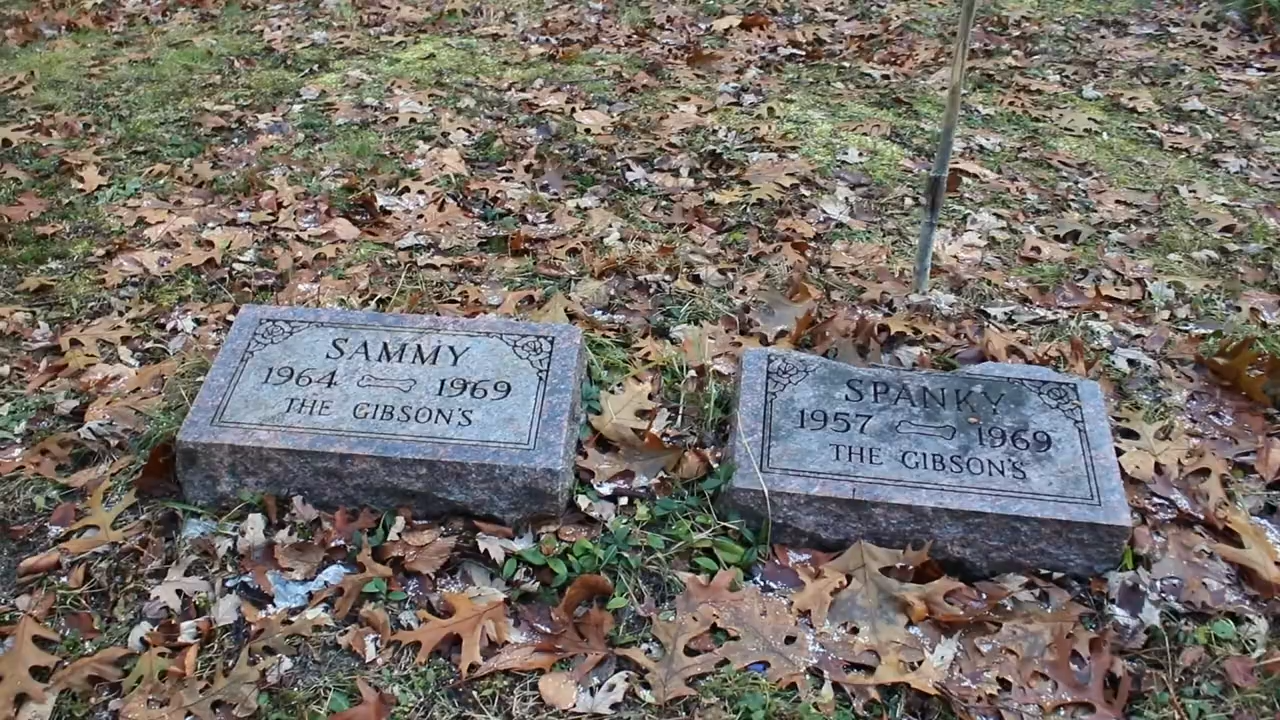 SAMMY
1964 1969
THE GIBSON'S
SPANKY
1957 1969
THE GIBSON'S